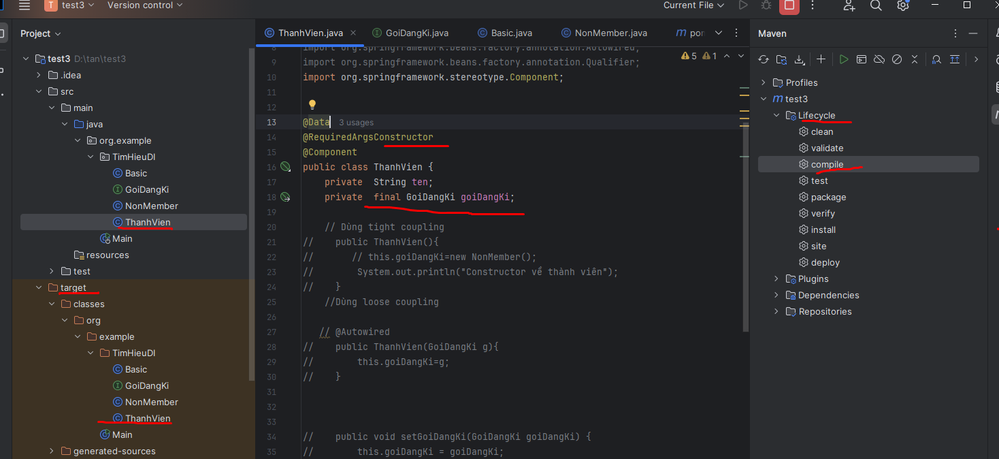 T test3 Version control Current File
Project
test3 D:\tan\test3
.idea
src
main
java
org.example
TimHieuDI
Basic
GoiDangKi
NonMember
ThanhVien
Main
resources
test
target
classes
org
example
TimHieuDI
Basic
GoiDangKi
NonMember
ThanhVien
Main
generated-sources
ThanhVien.java GoiDangKi.java Basic.java NonMember.java m pon
5 1
8 import org.springframework.beans.factory.annotation.Autowired;
9 import org.springframework.beans.factory.annotation.Qualifier;
10 import org.springframework.stereotype.Component;
11
12
13 @Data 3 usages
14 @RequiredArgsConstructor
15 @Component
16 public class ThanhVien {
17 private  String ten;
18 private  final GoiDangKi goiDangKi;
19
20 // Dùng tight coupling
21 // public ThanhVien(){
22 // // this.goiDangKi=new NonMember();
23 // System.out.println("Constructor về thành viên");
24 // }
25 //Dùng loose coupling
26
27 // @Autowired
28 // public ThanhVien(GoiDangKi g){
29 // this.goiDangKi=g;
30 // }
31
32
33
34 // public void setGoiDangKi(GoiDangKi goiDangKi) {
35 // this.goiDangKi = goiDangKi;
Maven
Profiles
m test3
Lifecycle
clean
validate
compile
test
package
verify
install
site
deploy
Plugins
Dependencies
Repositories